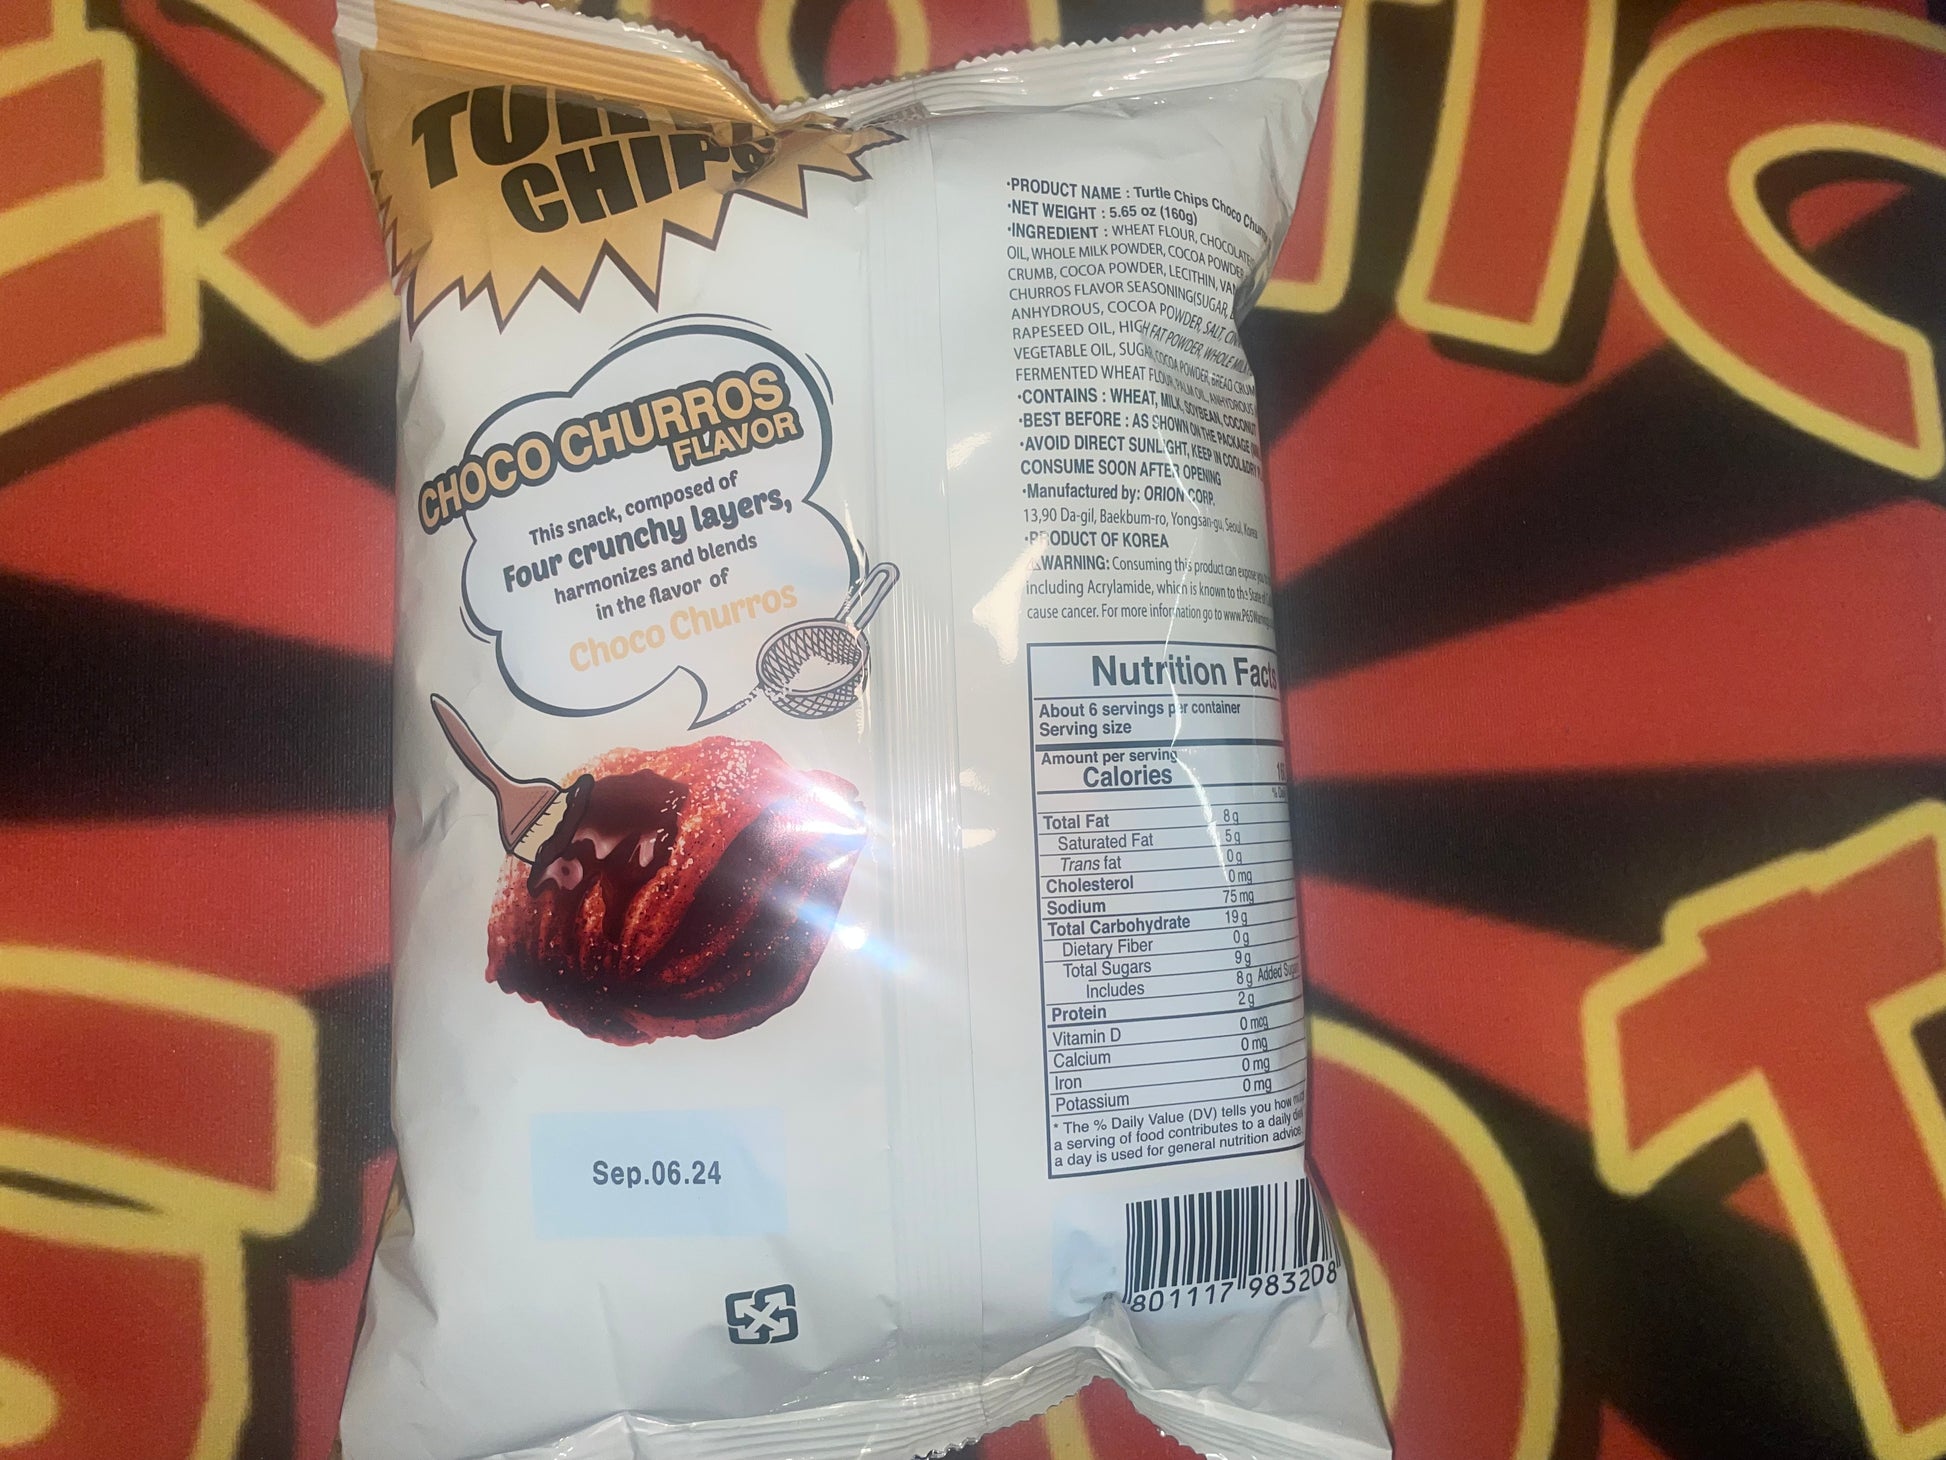 CHIPS
CHOCO CHURROS
FLAVOR
This snack, composed of
Four crunchy layers,
harmonizes and blends
in the flavor of
Choco Churros
Sep.06.24
•PRODUCT NAME : Turtle Chips Choco
•NET WEIGHT : 5.65 oz (160g)
•INGREDIENT : WHEAT FLOUR, CHOCOLATE
OIL, WHOLE MILK POWDER, COCOA POWDER
CRUMB, COCOA POWDER, LECITHIN,
CHURROS FLAVOR SEASONING(SUGAR,
ANHYDROUS, COCOA POWDER, SALT,
RAPESEED OIL, HIGH FAT POWDER, WHOLE
VEGETABLE OIL, SUGAR, COCOA POWDER, BREAD
FERMENTED WHEAT FLOUR, PALM OIL, ANHYDROUS
•CONTAINS : WHEAT, MILK, SOYBEAN, COCONUT
•BEST BEFORE : AS SHOWN ON THE PACKAGE
•AVOID DIRECT SUNLIGHT, KEEP IN COOL&DRY
CONSUME SOON AFTER OPENING
•Manufactured by: ORION CORP.
13,90 Da-gil, Baekbum-ro, Yongsan-gu, Seoul, Korea
•PRODUCT OF KOREA
⚠WARNING: Consuming this product can expose you
including Acrylamide, which is known to the State of
cause cancer. For more information go to
Nutrition Facts
About 6 servings per container
Serving size
Amount per serving
Calories
Total Fat 8g
Saturated Fat 5g
Trans fat 0g
Cholesterol 0mg
Sodium 75mg
Total Carbohydrate 19g
Dietary Fiber 0g
Total Sugars 9g
Includes 8g Added
Protein 2g
Vitamin D 0mcg
Calcium 0mg
Iron 0mg
Potassium 0mg
* The % Daily Value (DV) tells you how
a serving of food contributes to a daily
a day is used for general nutrition advice.
801117 983208